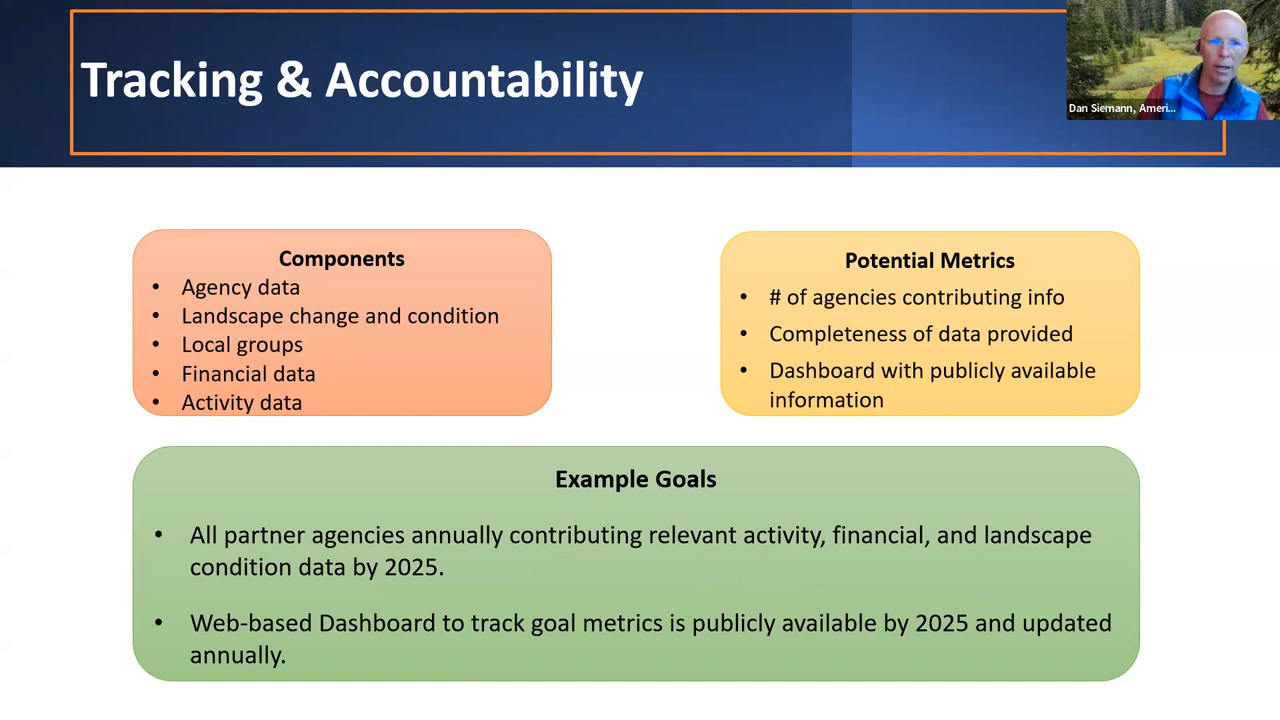 Tracking & Accountability
Dan Siemann, Ameri...
Components
• Agency data
• Landscape change and condition
• Local groups
• Financial data
• Activity data
Potential Metrics
• # of agencies contributing info
• Completeness of data provided
• Dashboard with publicly available
information
Example Goals
• All partner agencies annually contributing relevant activity, financial, and landscape
condition data by 2025.
• Web-based Dashboard to track goal metrics is publicly available by 2025 and updated
annually.